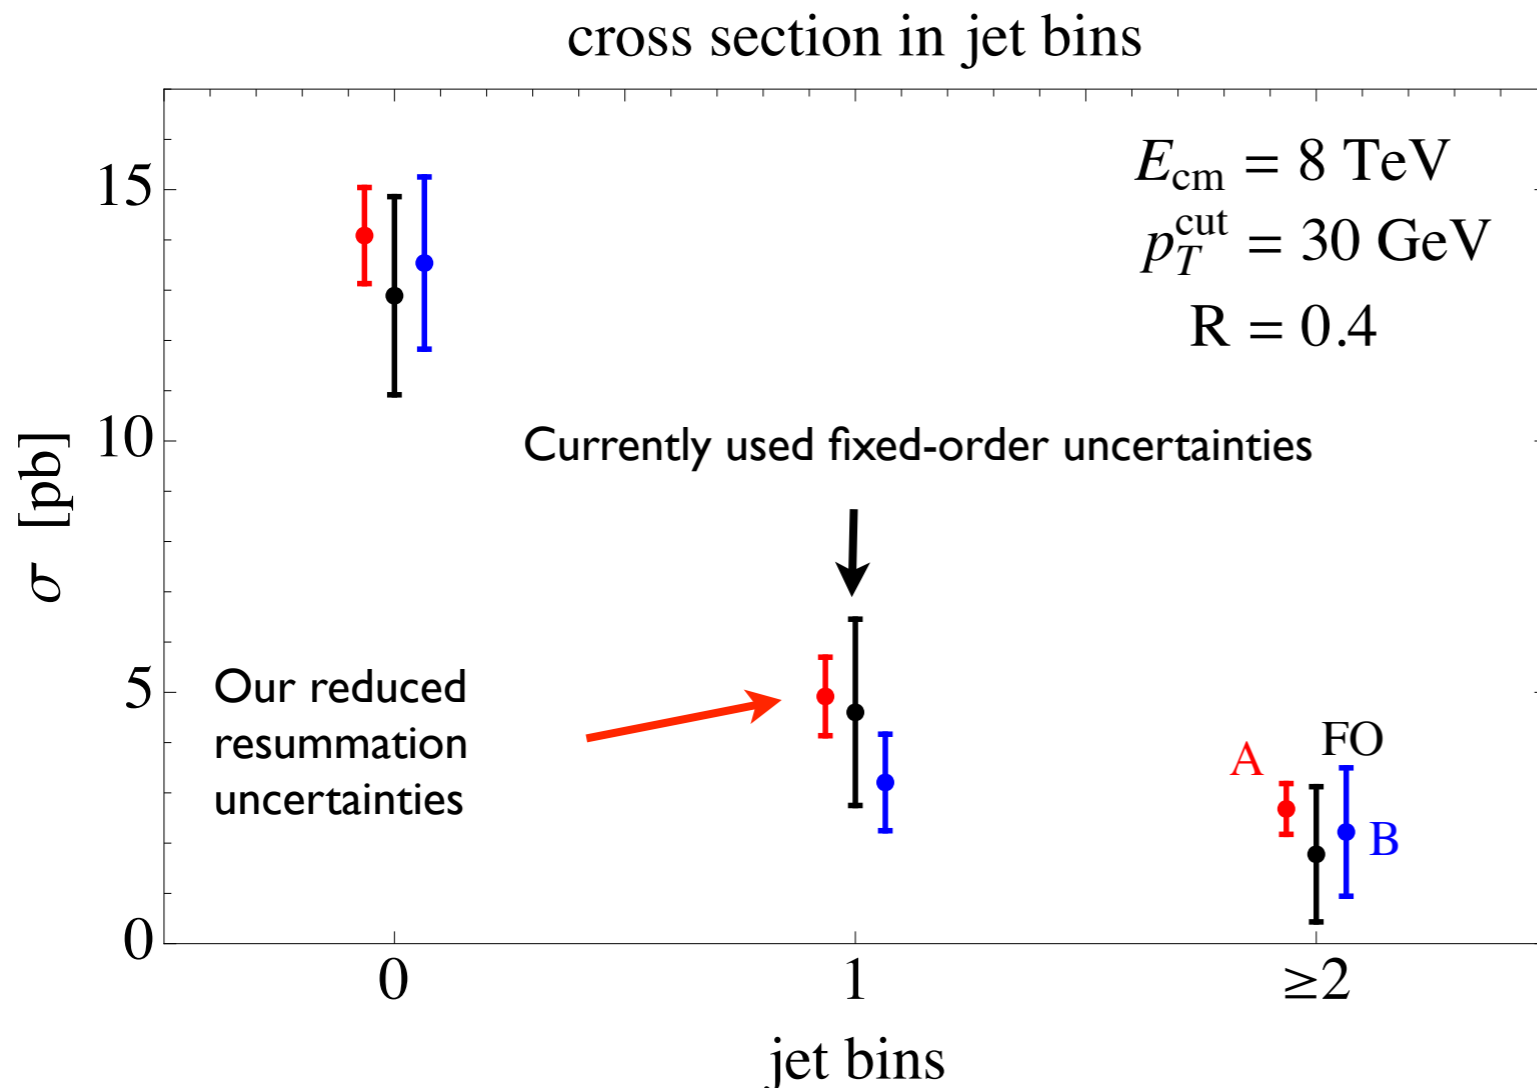 cross section in jet bins
E_cm = 8 TeV
p_T^cut = 30 GeV
R = 0.4
15
10
5
0
σ [pb]
Currently used fixed-order uncertainties
Our reduced
resummation
uncertainties
A
FO
B
0
1
≥2
jet bins